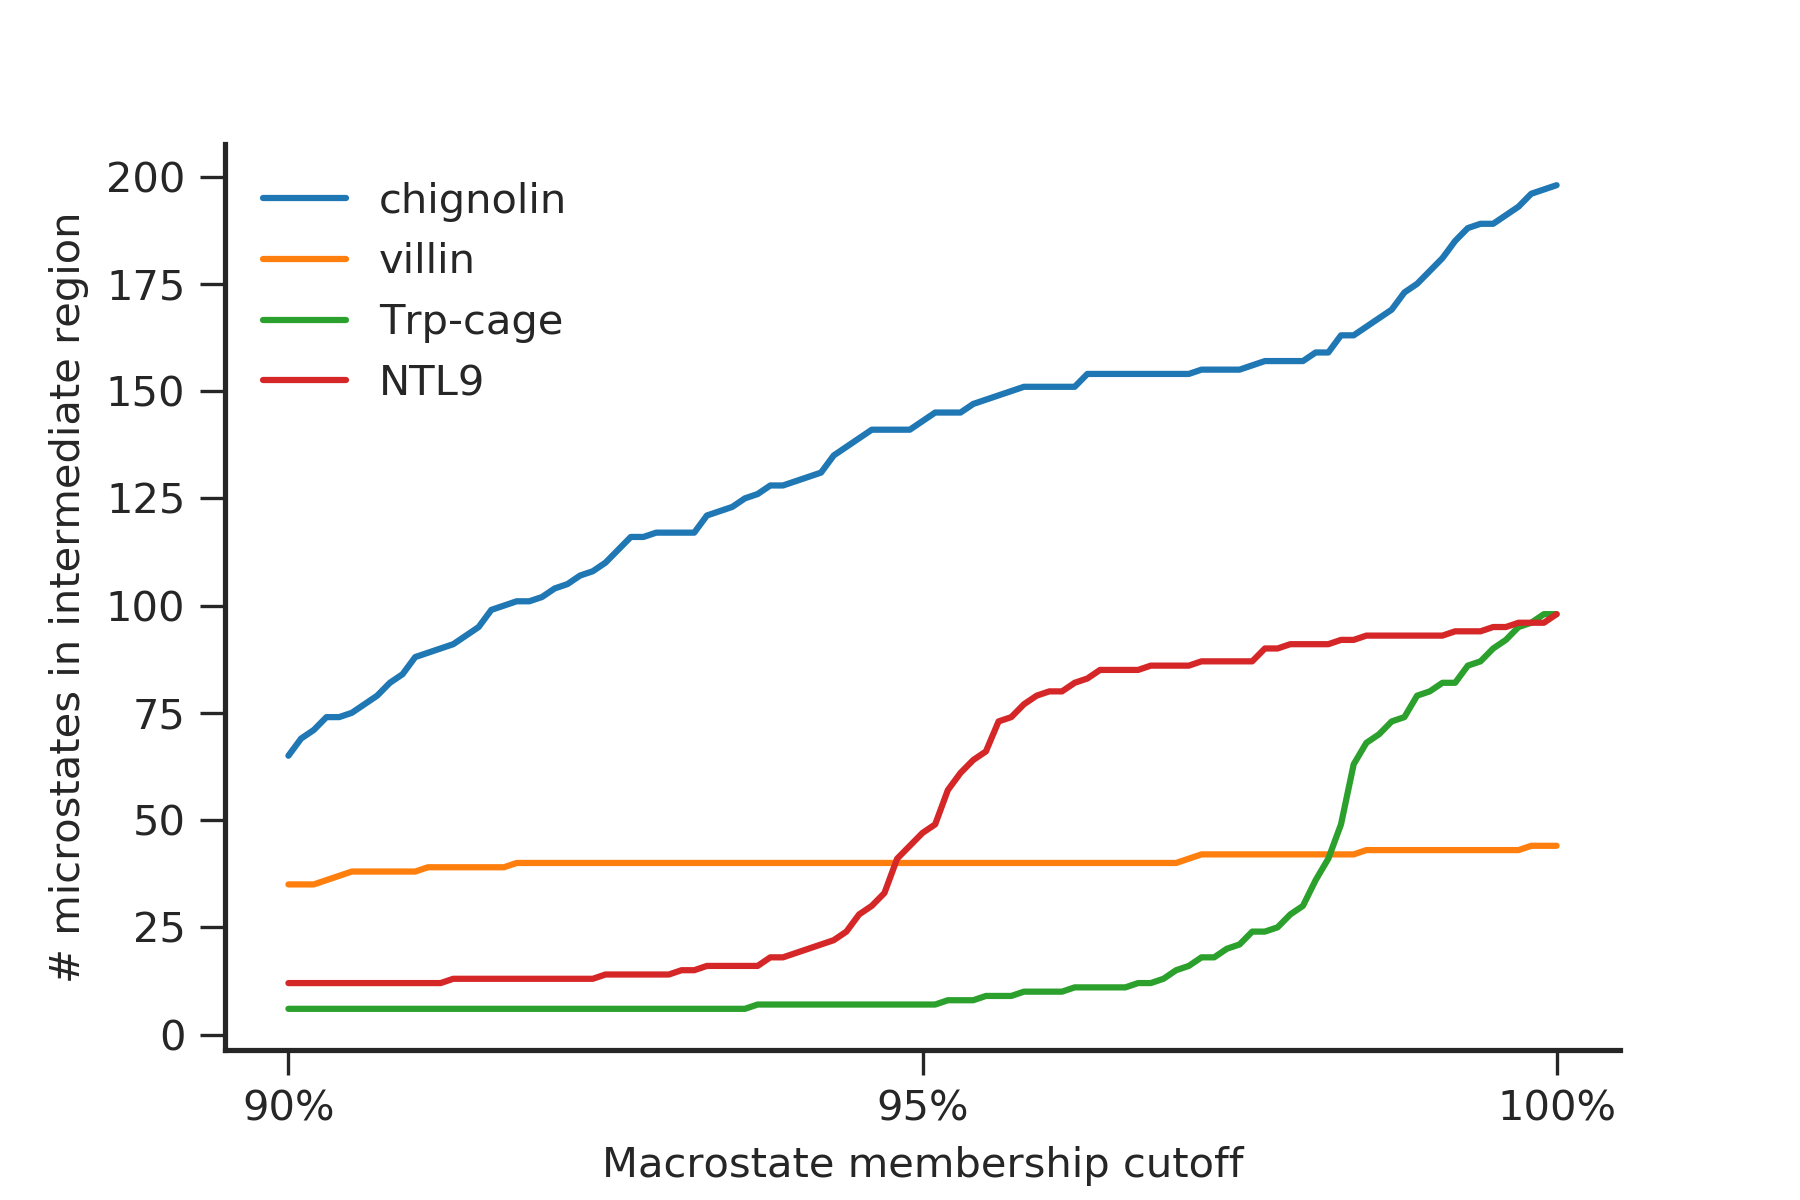 # microstates in intermediate region
200
175
150
125
100
75
50
25
0
chignolin
villin
Trp-cage
NTL9
90%
95%
100%
Macrostate membership cutoff